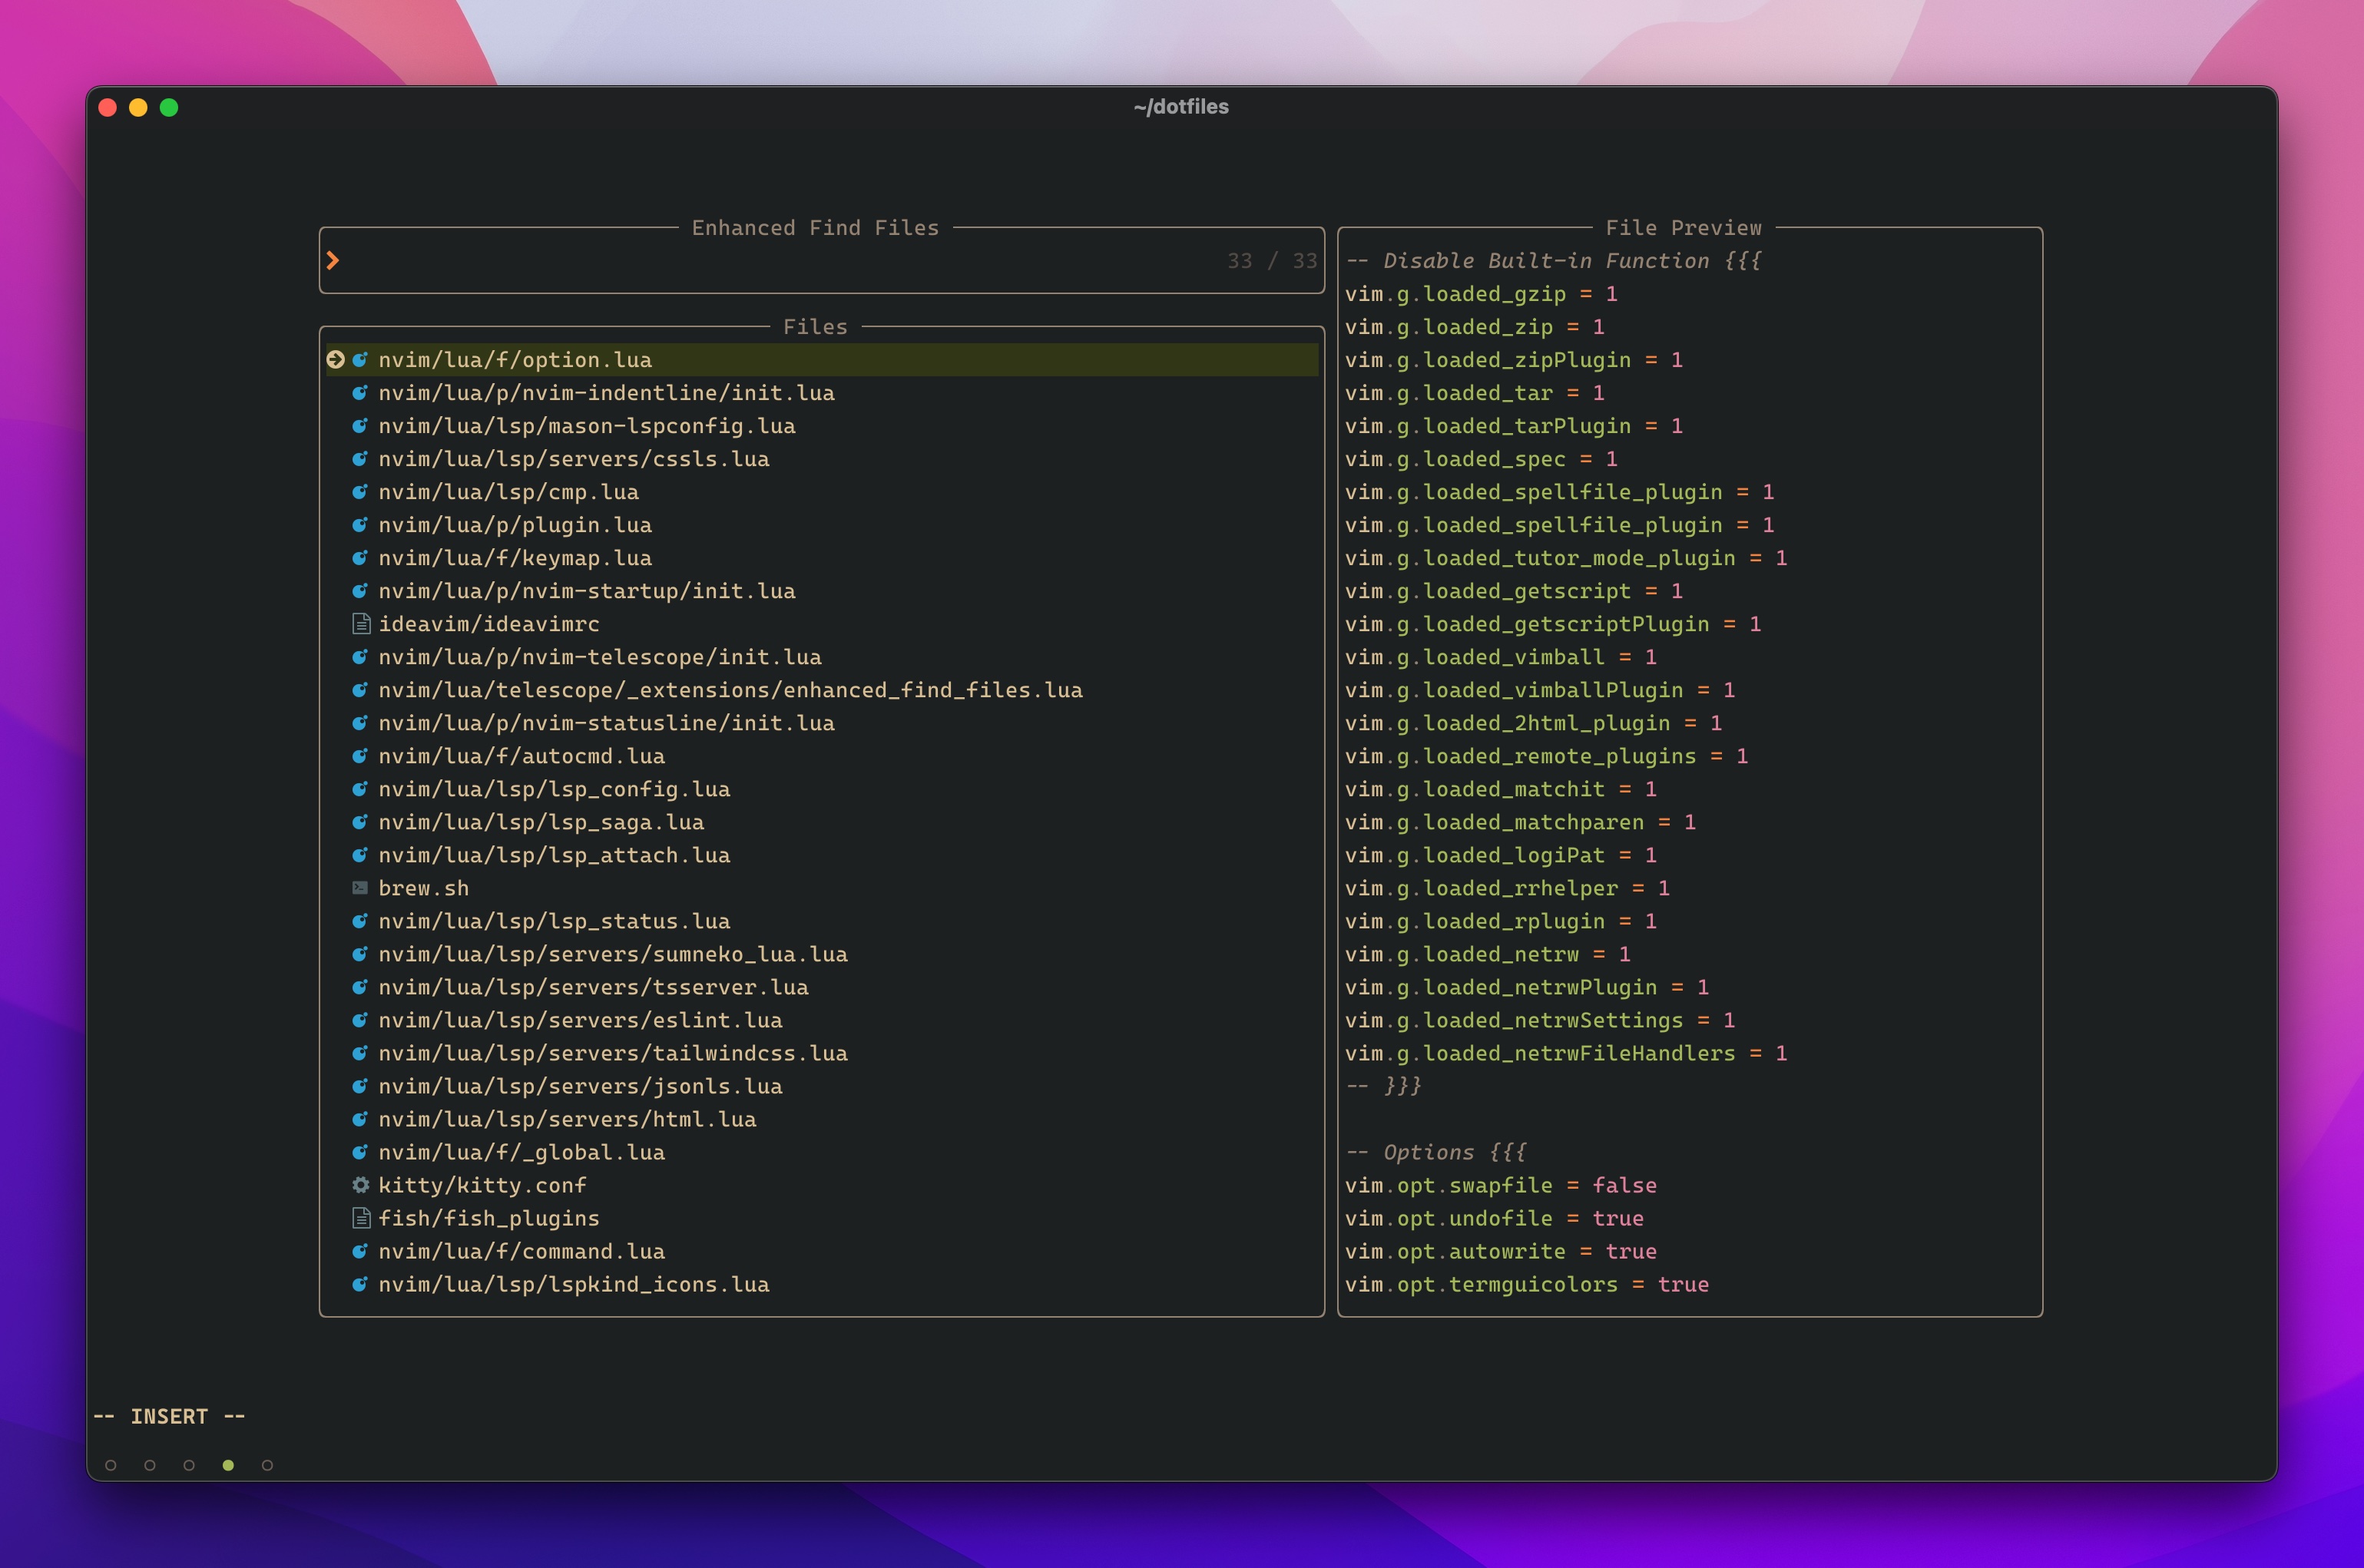 ~/dotfiles
Enhanced Find Files
33 / 33
Files
nvim/lua/f/option.lua
nvim/lua/p/nvim-indentline/init.lua
nvim/lua/lsp/mason-lspconfig.lua
nvim/lua/lsp/servers/cssls.lua
nvim/lua/lsp/cmp.lua
nvim/lua/p/plugin.lua
nvim/lua/f/keymap.lua
nvim/lua/p/nvim-startup/init.lua
ideavim/ideavimrc
nvim/lua/p/nvim-telescope/init.lua
nvim/lua/telescope/_extensions/enhanced_find_files.lua
nvim/lua/p/nvim-statusline/init.lua
nvim/lua/f/autocmd.lua
nvim/lua/lsp/lsp_config.lua
nvim/lua/lsp/lsp_saga.lua
nvim/lua/lsp/lsp_attach.lua
brew.sh
nvim/lua/lsp/lsp_status.lua
nvim/lua/lsp/servers/sumneko_lua.lua
nvim/lua/lsp/servers/tsserver.lua
nvim/lua/lsp/servers/eslint.lua
nvim/lua/lsp/servers/tailwindcss.lua
nvim/lua/lsp/servers/jsonls.lua
nvim/lua/lsp/servers/html.lua
nvim/lua/f/_global.lua
kitty/kitty.conf
fish/fish_plugins
nvim/lua/f/command.lua
nvim/lua/lsp/lspkind_icons.lua
File Preview
-- Disable Built-in Function {{{
vim.g.loaded_gzip = 1
vim.g.loaded_zip = 1
vim.g.loaded_zipPlugin = 1
vim.g.loaded_tar = 1
vim.g.loaded_tarPlugin = 1
vim.g.loaded_spec = 1
vim.g.loaded_spellfile_plugin = 1
vim.g.loaded_spellfile_plugin = 1
vim.g.loaded_tutor_mode_plugin = 1
vim.g.loaded_getscript = 1
vim.g.loaded_getscriptPlugin = 1
vim.g.loaded_vimball = 1
vim.g.loaded_vimballPlugin = 1
vim.g.loaded_2html_plugin = 1
vim.g.loaded_remote_plugins = 1
vim.g.loaded_matchit = 1
vim.g.loaded_matchparen = 1
vim.g.loaded_logiPat = 1
vim.g.loaded_rrhelper = 1
vim.g.loaded_rplugin = 1
vim.g.loaded_netrw = 1
vim.g.loaded_netrwPlugin = 1
vim.g.loaded_netrwSettings = 1
vim.g.loaded_netrwFileHandlers = 1
-- }}}
-- Options {{{
vim.opt.swapfile = false
vim.opt.undofile = true
vim.opt.autowrite = true
vim.opt.termguicolors = true
-- INSERT --